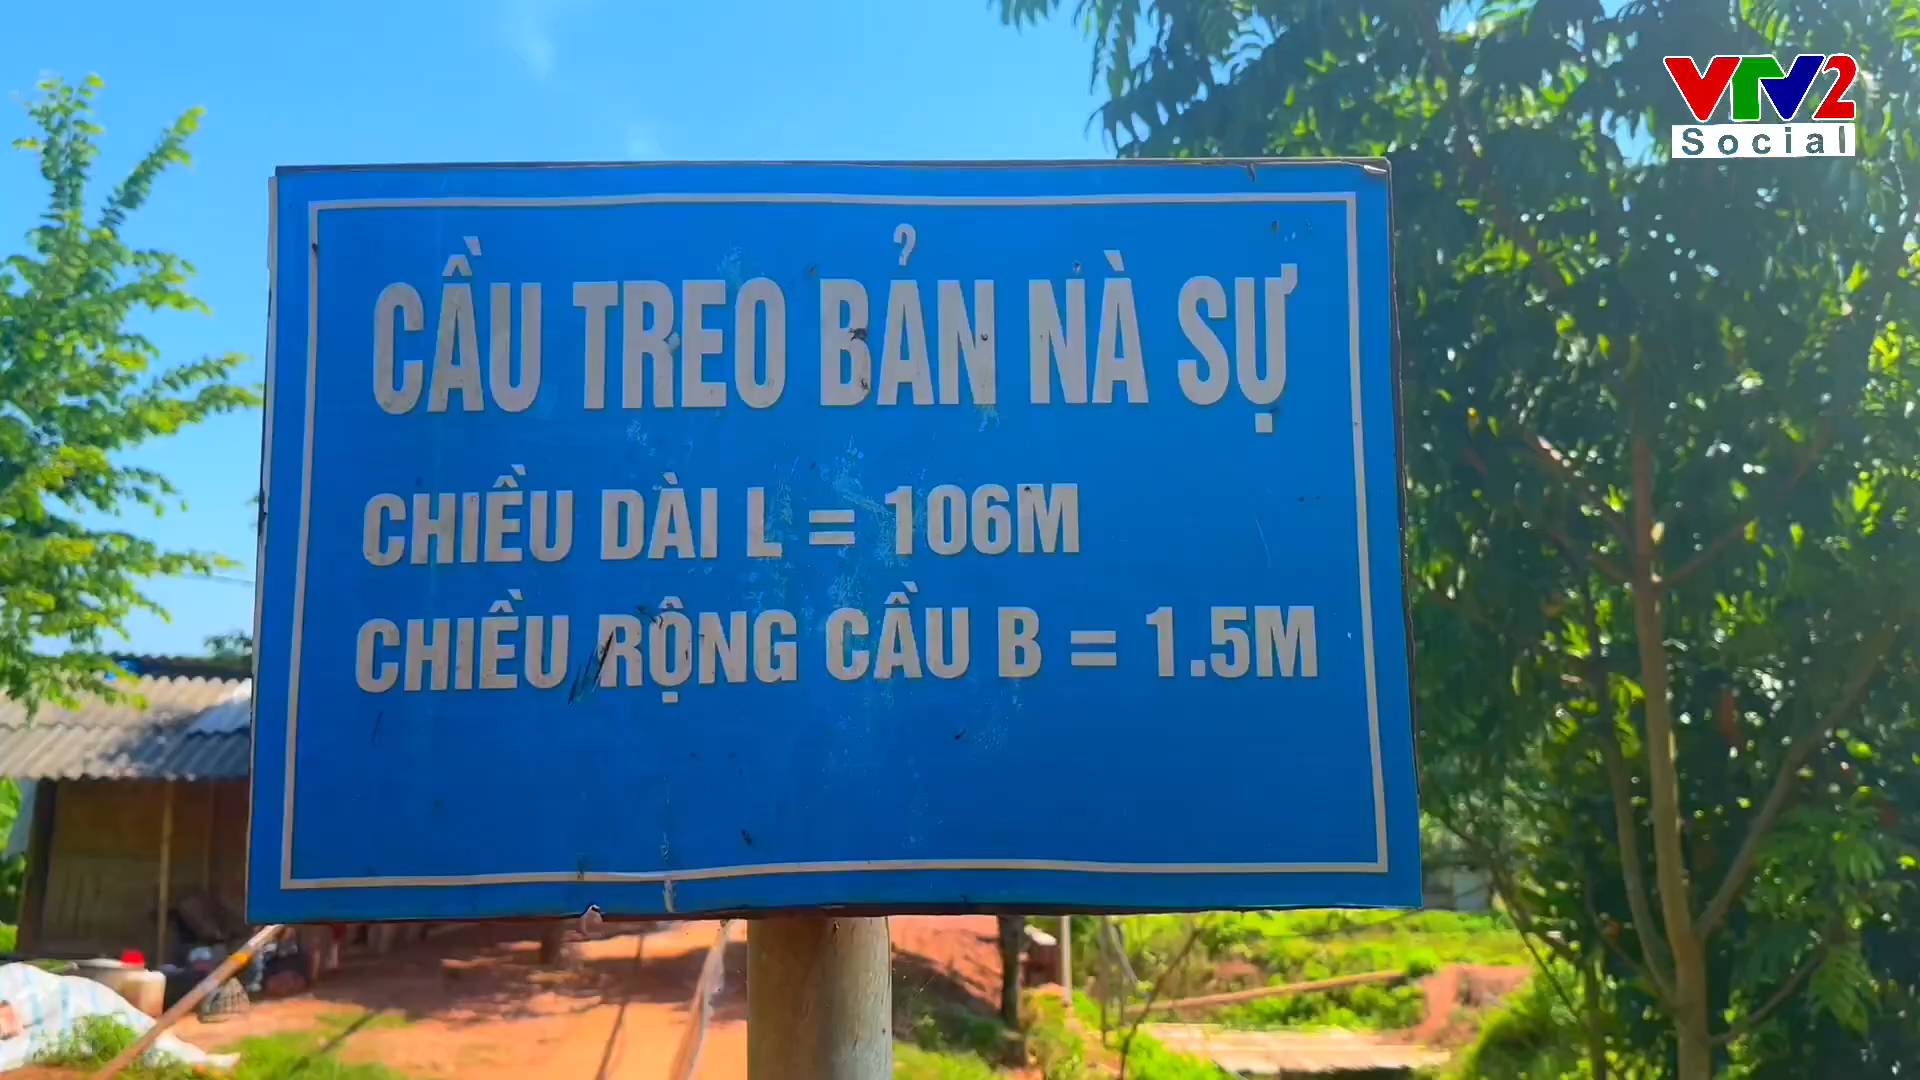 VTV2
Social
CẦU TREO BẢN NÀ SỰ
CHIỀU DÀI L = 106M
CHIỀU RỘNG CẦU B = 1.5M